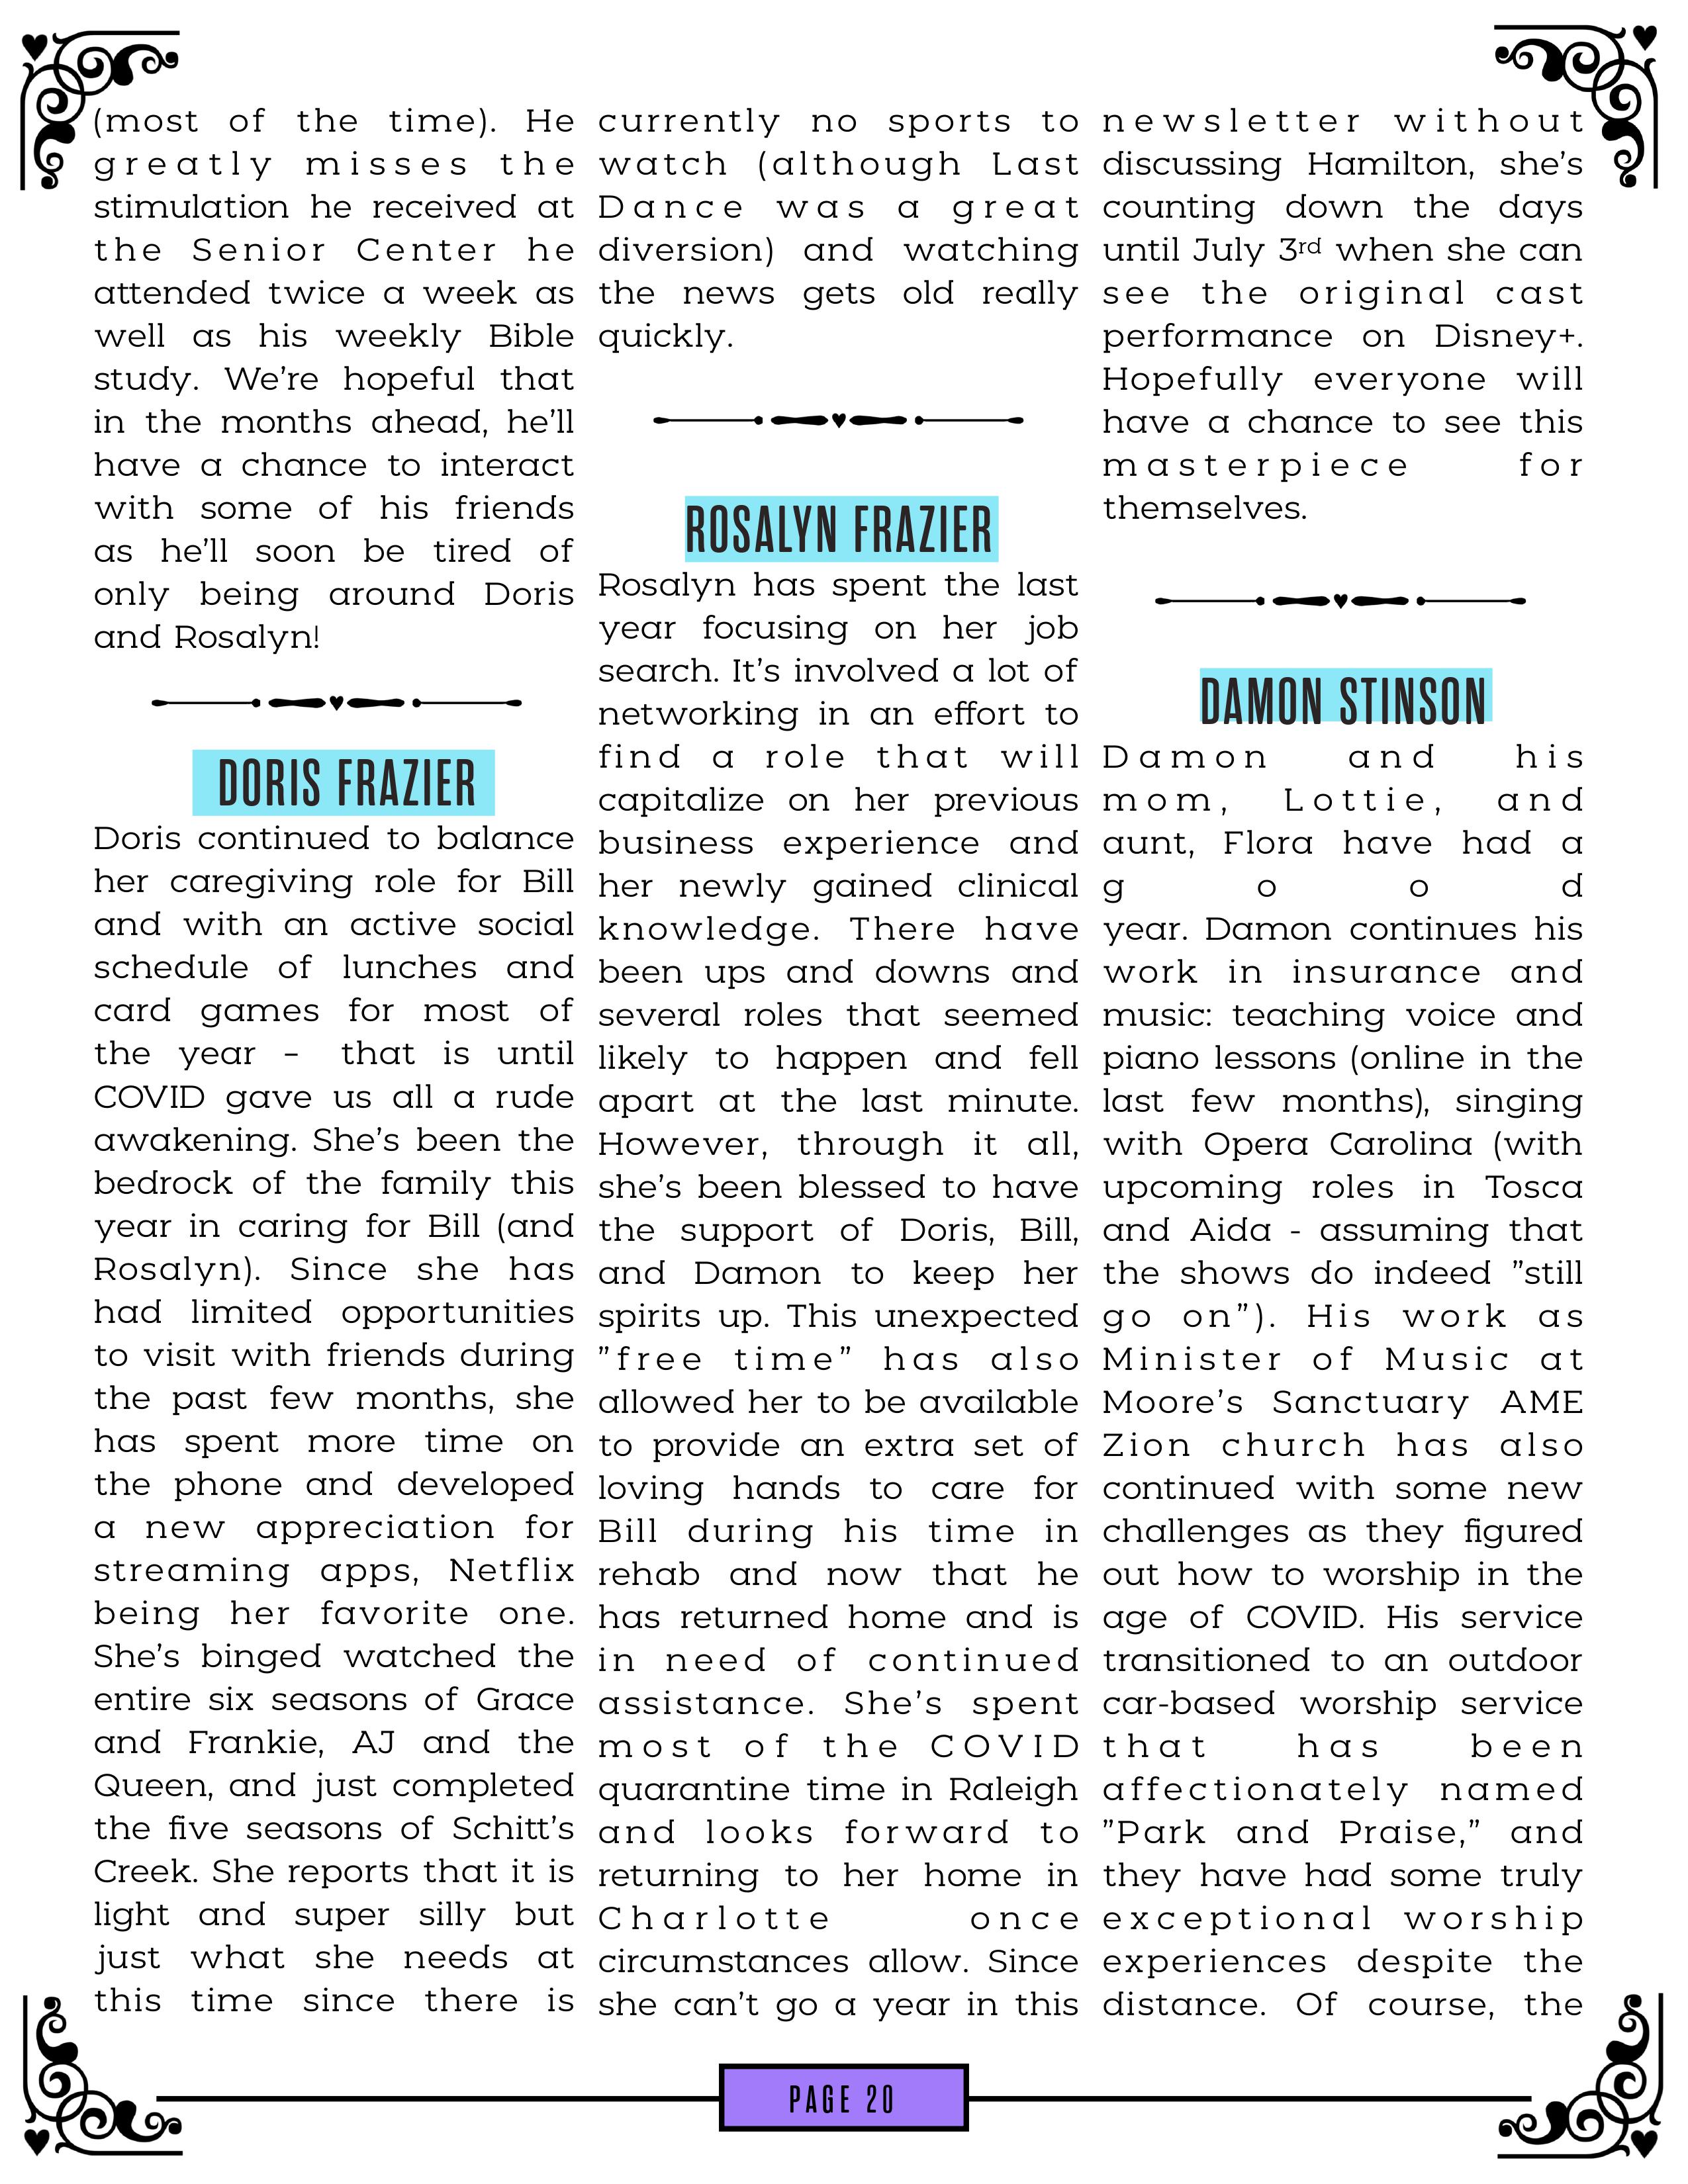 (most of the time). He
greatly misses the
stimulation he received at
the Senior Center he
attended twice a week as
well as his weekly Bible
study. We’re hopeful that
in the months ahead, he’ll
have a chance to interact
with some of his friends
as he’ll soon be tired of
only being around Doris
and Rosalyn!
DORIS FRAZIER
Doris continued to balance
her caregiving role for Bill
and with an active social
schedule of lunches and
card games for most of
the year – that is until
COVID gave us all a rude
awakening. She’s been the
bedrock of the family this
year in caring for Bill (and
Rosalyn). Since she has
had limited opportunities
to visit with friends during
the past few months, she
has spent more time on
the phone and developed
a new appreciation for
streaming apps, Netflix
being her favorite one.
She’s binged watched the
entire six seasons of Grace
and Frankie, AJ and the
Queen, and just completed
the five seasons of Schitt’s
Creek. She reports that it is
light and super silly but
just what she needs at
this time since there is
currently no sports to
watch (although Last
Dance was a great
diversion) and watching
the news gets old really
quickly.
ROSALYN FRAZIER
Rosalyn has spent the last
year focusing on her job
search. It’s involved a lot of
networking in an effort to
find a role that will
capitalize on her previous
business experience and
her newly gained clinical
knowledge. There have
been ups and downs and
several roles that seemed
likely to happen and fell
apart at the last minute.
However, through it all,
she’s been blessed to have
the support of Doris, Bill,
and Damon to keep her
spirits up. This unexpected
”free time” has also
allowed her to be available
to provide an extra set of
loving hands to care for
Bill during his time in
rehab and now that he
has returned home and is
in need of continued
assistance. She’s spent
most of the COVID
quarantine time in Raleigh
and looks forward to
returning to her home in
Charlotte once
circumstances allow. Since
she can’t go a year in this
newsletter without
discussing Hamilton, she’s
counting down the days
until July 3rd when she can
see the original cast
performance on Disney+.
Hopefully everyone will
have a chance to see this
masterpiece for
themselves.
DAMON STINSON
Damon and his
mom, Lottie, and
aunt, Flora have had a
good
year. Damon continues his
work in insurance and
music: teaching voice and
piano lessons (online in the
last few months), singing
with Opera Carolina (with
upcoming roles in Tosca
and Aida - assuming that
the shows do indeed ”still
go on”). His work as
Minister of Music at
Moore’s Sanctuary AME
Zion church has also
continued with some new
challenges as they figured
out how to worship in the
age of COVID. His service
transitioned to an outdoor
car-based worship service
that has been
affectionately named
”Park and Praise,” and
they have had some truly
exceptional worship
experiences despite the
distance. Of course, the
PAGE 20